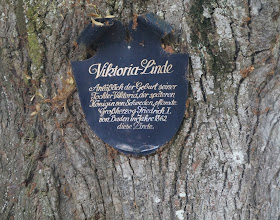 Viktoria-Linde
Anläßlich der Geburt seiner
Tochter Viktoria, der späteren
Königin von Schweden, pflanzte
Großherzog Friedrich I.
von Baden im Jahre 1862
diese Linde.